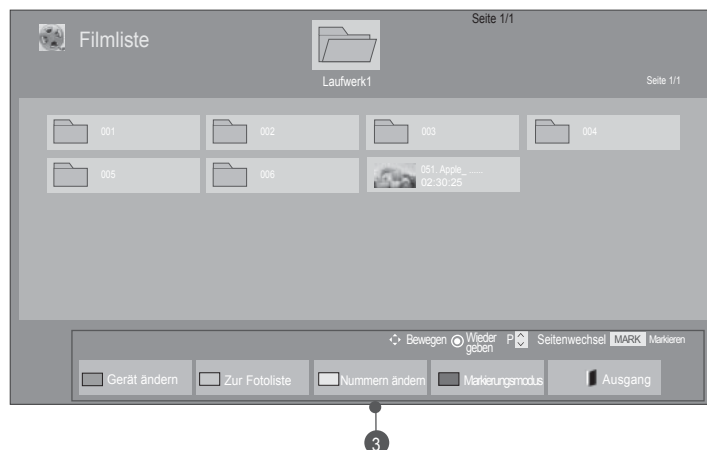 Seite 1/1
Filmliste
Laufwerk1
Seite 1/1
001 002 003 004
005 006 051. Apple_ ......
02:30:25
Bewegen Wieder geben P Seitenwechsel MARK Markieren
Gerät ändern Zur Fotoliste Nummern ändern Markierungsmodus Ausgang
3